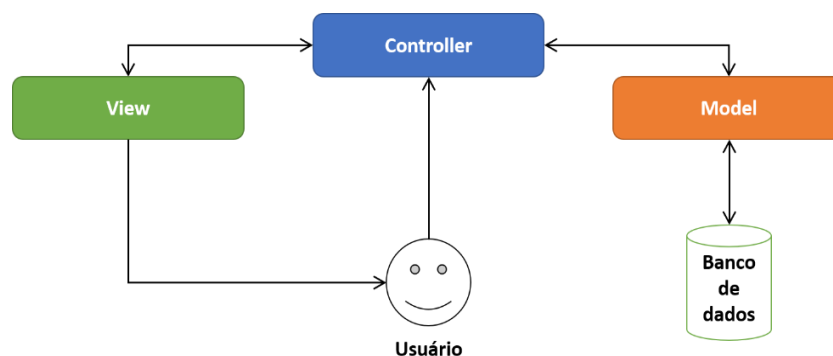 Controller
View
Model
Banco
de
dados
Usuário